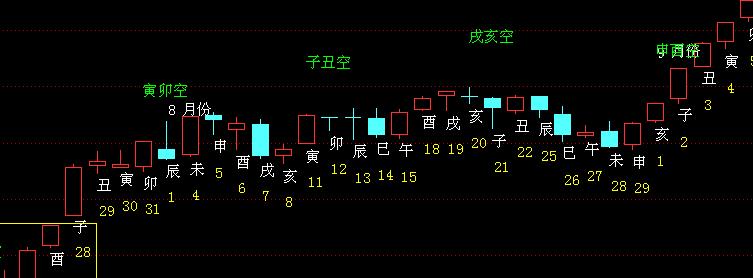 戌亥空
申酉空
9 月份
子丑空
寅卯空
8 月份
酉
子
28
丑
29
寅
30
卯
31
辰
1
未
4
申
5
酉
6
戌
7
亥
8
寅
11
卯
12
辰
13
巳
14
午
15
酉
18
戌
19
亥
20
子
21
丑
22
辰
25
巳
26
午
27
未
28
申
29
亥
1
子
2
丑
3
寅
4